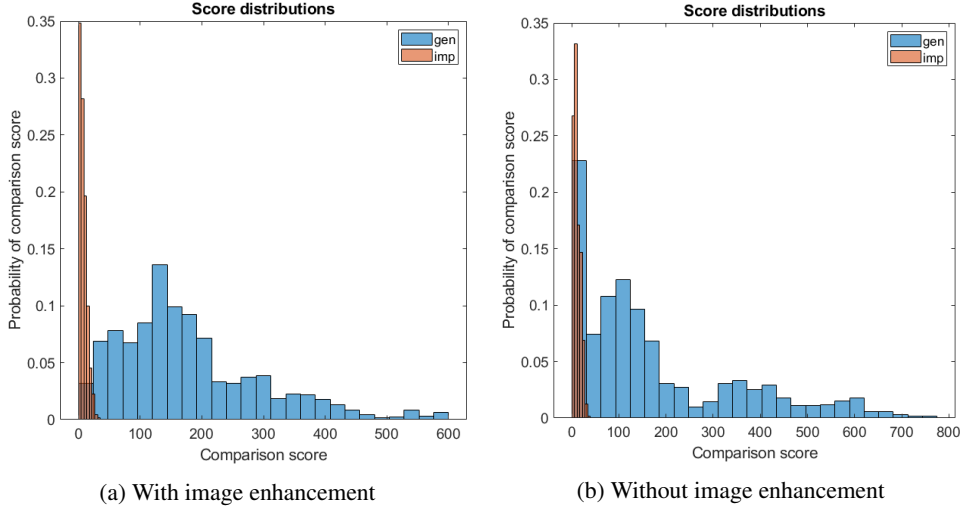 Score distributions
gen
imp
Probability of comparison score
0.35
0.3
0.25
0.2
0.15
0.1
0.05
0
0 100 200 300 400 500 600
Comparison score
(a) With image enhancement
Score distributions
gen
imp
Probability of comparison score
0.35
0.3
0.25
0.2
0.15
0.1
0.05
0
0 100 200 300 400 500 600 700 800
Comparison score
(b) Without image enhancement